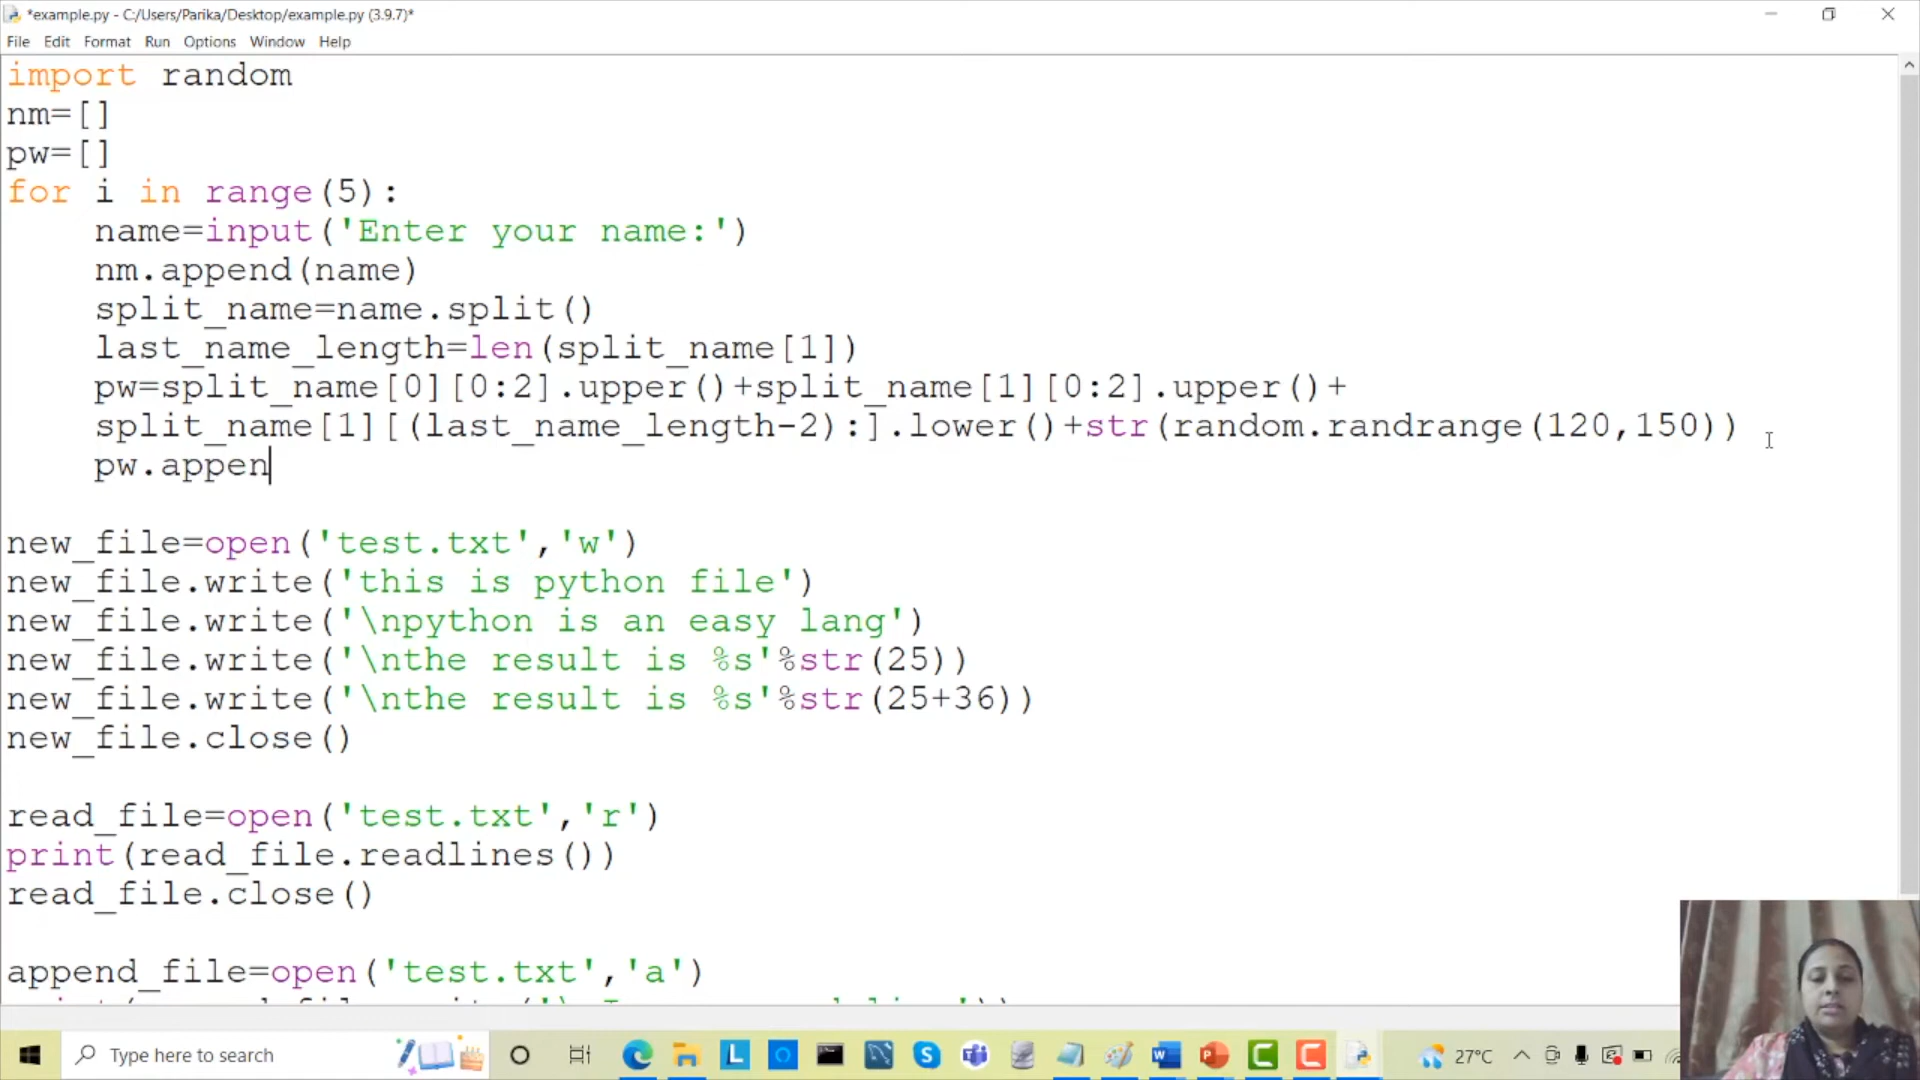 *example.py - C:/Users/Parika/Desktop/example.py (3.9.7)*
File Edit Format Run Options Window Help
import random
nm=[]
pw=[]
for i in range(5):
    name=input('Enter your name:')
    nm.append(name)
    split_name=name.split()
    last_name_length=len(split_name[1])
    pw=split_name[0][0:2].upper()+split_name[1][0:2].upper()+
    split_name[1][(last_name_length-2):].lower()+str(random.randrange(120,150))
    pw.appen
new_file=open('test.txt','w')
new_file.write('this is python file')
new_file.write('\npython is an easy lang')
new_file.write('\nthe result is %s'%str(25))
new_file.write('\nthe result is %s'%str(25+36))
new_file.close()
read_file=open('test.txt','r')
print(read_file.readlines())
read_file.close()
append_file=open('test.txt','a')
Type here to search
27°C